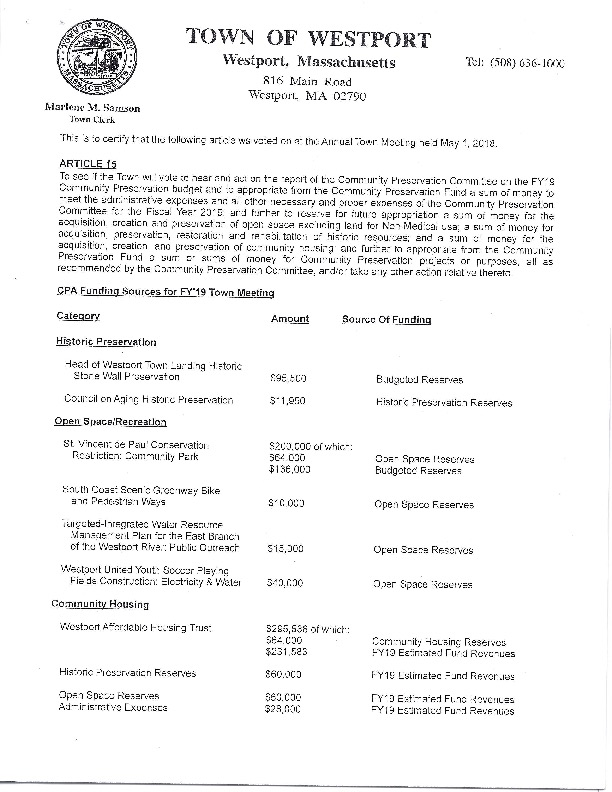 TOWN OF WESTPORT
Westport, Massachusetts
Tel: (508) 636-1000
816 Main Road
Westport, MA 02790
Marlene M. Samson
Town Clerk
This is to certify that the following article ws voted on at the Annual Town Meeting held May 1, 2018.
ARTICLE 15
To see if the Town will vote to hear and act on the report of the Community Preservation Committee on the FY19
Community Preservation budget and to appropriate from the Community Preservation Fund a sum of money to
meet the administrative expenses and all other necessary and proper expenses of the Community Preservation
Committee for the Fiscal Year 2019; and further to reserve for future appropriation a sum of money for the
acquisition, creation and preservation of open space excluding land for Non-Medical use; a sum of money for
acquisition, preservation, restoration and rehabilitation of historic resources; and a sum of money for the
acquisition, creation and preservation of community housing; and further to appropriate from the Community
Preservation Fund a sum or sums of money for Community Preservation projects or purposes, all as
recommended by the Community Preservation Committee, and/or take any other action relative thereto.
CPA Funding Sources for FY'19 Town Meeting
Category Amount Source Of Funding
Historic Preservation
Head of Westport Town Landing Historic
Stone Wall Preservation $95,500 Budgeted Reserves
Council on Aging Historic Preservation $11,950 Historic Preservation Reserves
Open Space/Recreation
St. Vincent de Paul Conservation $200,000 of which:
Restriction: Community Park $64,000 Open Space Reserves
$136,000 Budgeted Reserves
South Coast Scenic Greenway Bike
and Pedestrian Ways $10,000 Open Space Reserves
Targeted-Integrated Water Resource
Management Plan for the East Branch
of the Westport River: Public Outreach $15,000 Open Space Reserves
Westport United Youth Soccer Playing
Fields Construction: Electricity & Water $40,000 Open Space Reserves
Community Housing
Westport Affordable Housing Trust $295,536 of which:
$64,000 Community Housing Reserves
$231,583 FY19 Estimated Fund Revenues
Historic Preservation Reserves $60,000 FY19 Estimated Fund Revenues
Open Space Reserves $60,000 FY19 Estimated Fund Revenues
Administrative Expenses $28,000 FY19 Estimated Fund Revenues